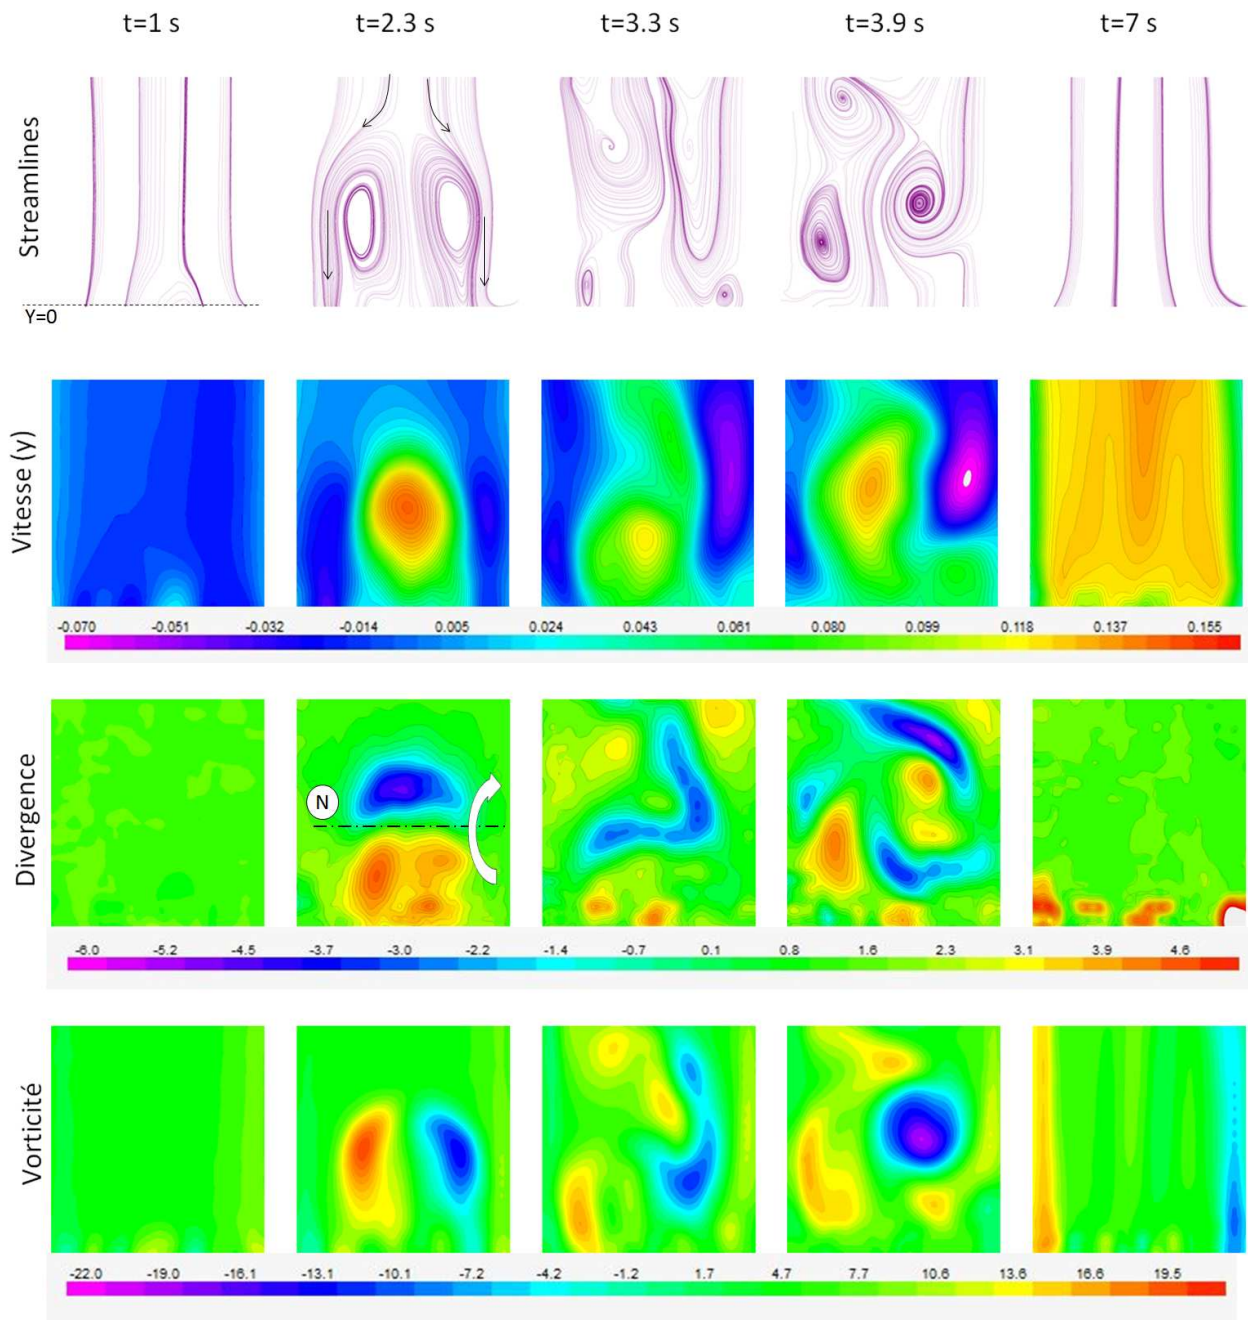 t=1 s t=2.3 s t=3.3 s t=3.9 s t=7 s
Streamlines
Y=0
Vitesse (y)
-0.070 -0.051 -0.032 -0.014 0.005 0.024 0.043 0.061 0.080 0.099 0.118 0.137 0.155
Divergence
N
-6.0 -5.2 -4.5 -3.7 -3.0 -2.2 -1.4 -0.7 0.1 0.8 1.6 2.3 3.1 3.9 4.6
Vorticité
-22.0 -19.0 -16.1 -13.1 -10.1 -7.2 -4.2 -1.2 1.7 4.7 7.7 10.6 13.6 16.6 19.5